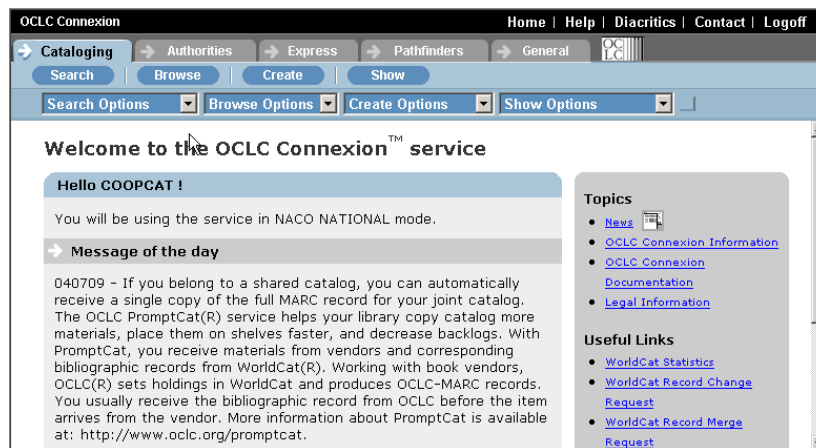 OCLC Connexion
Home | Help | Diacritics | Contact | Logoff
Cataloging Authorities Express Pathfinders General OCLC
Search Browse Create Show
Search Options Browse Options Create Options Show Options
Welcome to the OCLC Connexion™ service
Hello COOPCAT !
You will be using the service in NACO NATIONAL mode.
Message of the day
040709 - If you belong to a shared catalog, you can automatically
receive a single copy of the full MARC record for your joint catalog.
The OCLC PromptCat(R) service helps your library copy catalog more
materials, place them on shelves faster, and decrease backlogs. With
PromptCat, you receive materials from vendors and corresponding
bibliographic records from WorldCat(R). Working with book vendors,
OCLC(R) sets holdings in WorldCat and produces OCLC-MARC records.
You usually receive the bibliographic record from OCLC before the item
arrives from the vendor. More information about PromptCat is available
at: http://www.oclc.org/promptcat.
Topics
News
OCLC Connexion Information
OCLC Connexion
Documentation
Legal Information
Useful Links
WorldCat Statistics
WorldCat Record Change
Request
WorldCat Record Merge
Request